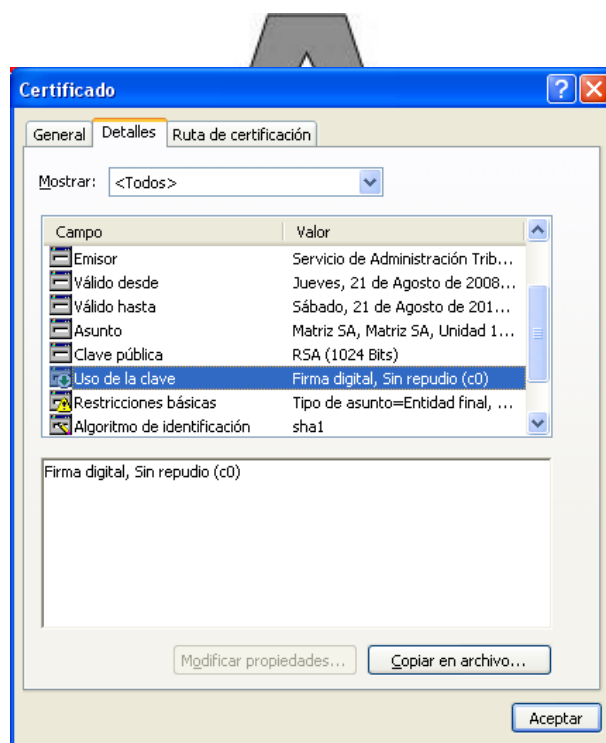 Certificado
General Detalles Ruta de certificación
Mostrar: <Todos>
Campo Valor
Emisor Servicio de Administración Trib...
Válido desde Jueves, 21 de Agosto de 2008...
Válido hasta Sábado, 21 de Agosto de 201...
Asunto Matriz SA, Matriz SA, Unidad 1...
Clave pública RSA (1024 Bits)
Uso de la clave Firma digital, Sin repudio (c0)
Restricciones básicas Tipo de asunto=Entidad final, ...
Algoritmo de identificación sha1
Firma digital, Sin repudio (c0)
Modificar propiedades... Copiar en archivo...
Aceptar